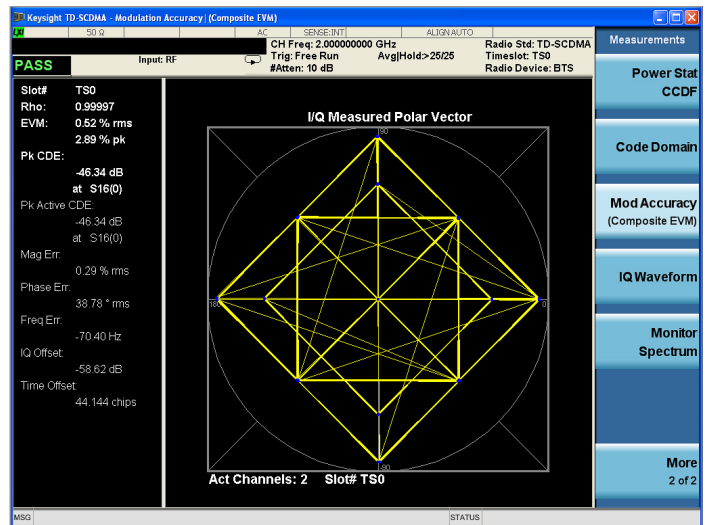 Keysight TD-SCDMA - Modulation Accuracy (Composite EVM)
LXI 50 Ω AC SENSE:INT ALIGN AUTO
CH Freq: 2.000000000 GHz Radio Std: TD-SCDMA
Input: RF Trig: Free Run Avg|Hold:>25/25 Timeslot: TS0
#Atten: 10 dB Radio Device: BTS
PASS
Slot# TS0
Rho: 0.99997
EVM: 0.52 % rms
2.89 % pk
Pk CDE:
-46.34 dB
at S16(0)
Pk Active CDE:
-46.34 dB
at S16(0)
Mag Err:
0.29 % rms
Phase Err:
38.78 ° rms
Freq Err:
-70.40 Hz
IQ Offset:
-58.62 dB
Time Offset:
44.144 chips
I/Q Measured Polar Vector
90
180
0
-90
Act Channels: 2 Slot# TS0
Measurements
Power Stat
CCDF
Code Domain
Mod Accuracy
(Composite EVM)
IQ Waveform
Monitor
Spectrum
More
2 of 2
MSG STATUS